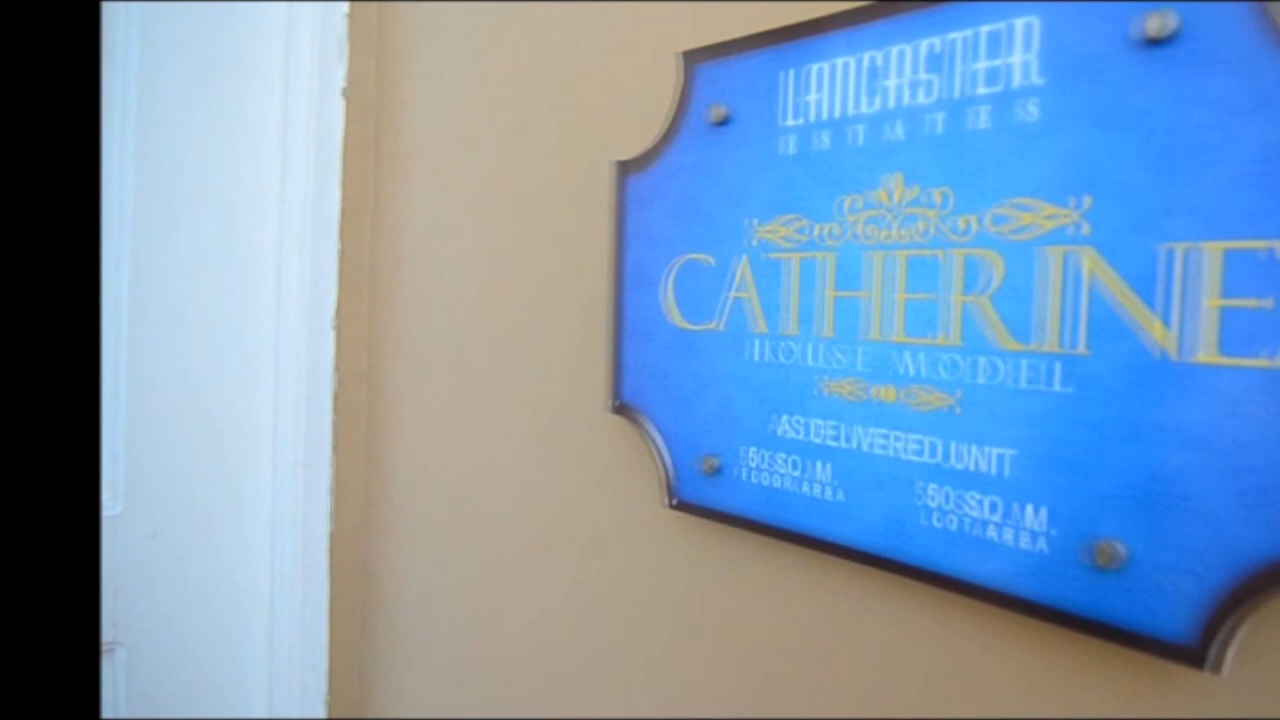 LANCASTER
ESTATES
CATHERINE
HOUSE MODEL
AS DELIVERED UNIT
50 SQ. M.
FLOOR AREA
50 SQ. M.
LOT AREA